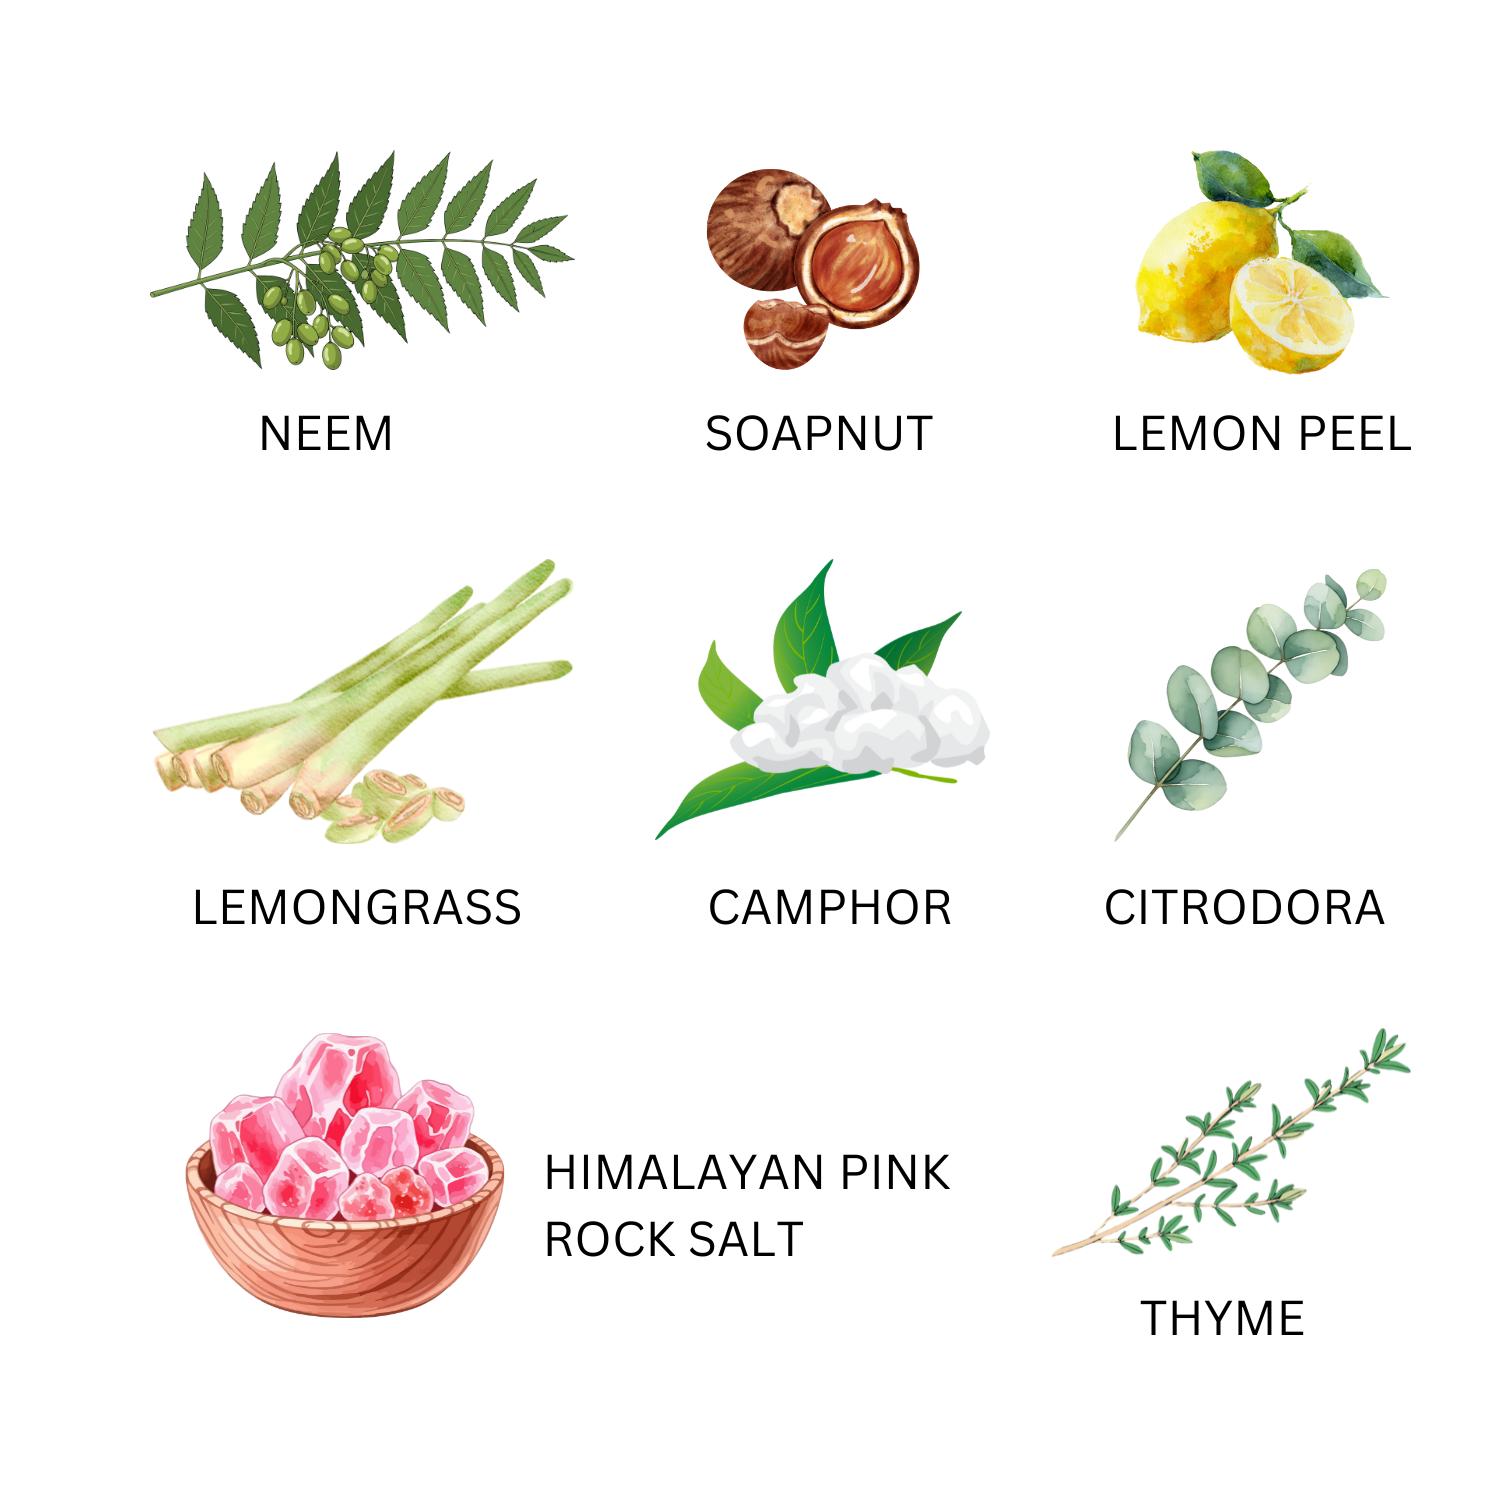 NEEM
SOAPNUT
LEMON PEEL
LEMONGRASS
CAMPHOR
CITRODORA
HIMALAYAN PINK
ROCK SALT
THYME